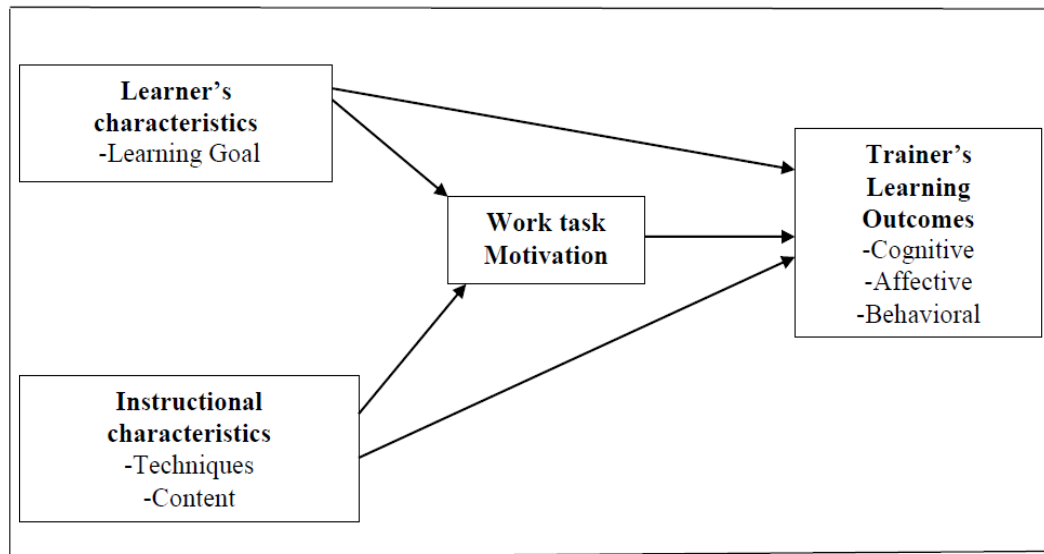 Learner's
characteristics
-Learning Goal
Work task
Motivation
Trainer's
Learning
Outcomes
-Cognitive
-Affective
-Behavioral
Instructional
characteristics
-Techniques
-Content